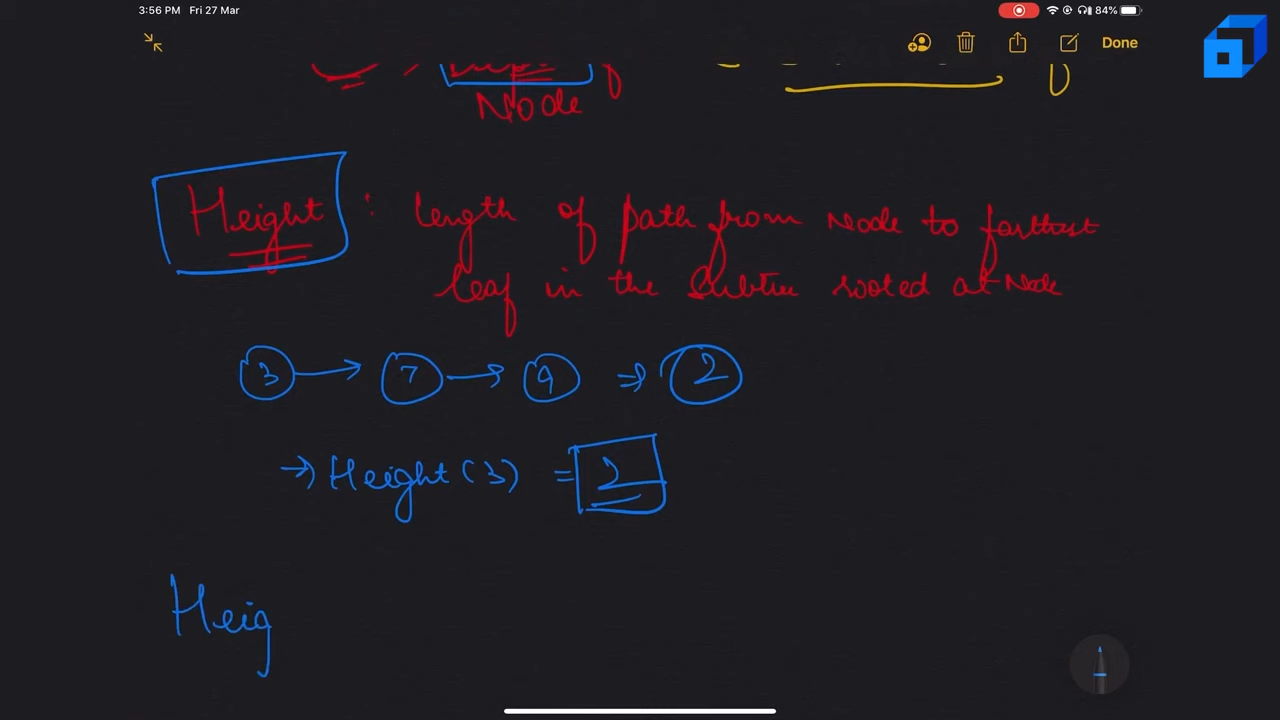 3:56 PM Fri 27 Mar
84%
Done
Node
Height : length of path from Node to farthest
leaf in the subtree rooted at Node
3 → 7 → 9 ⇒ 2
→ Height(3) = 2
Heig